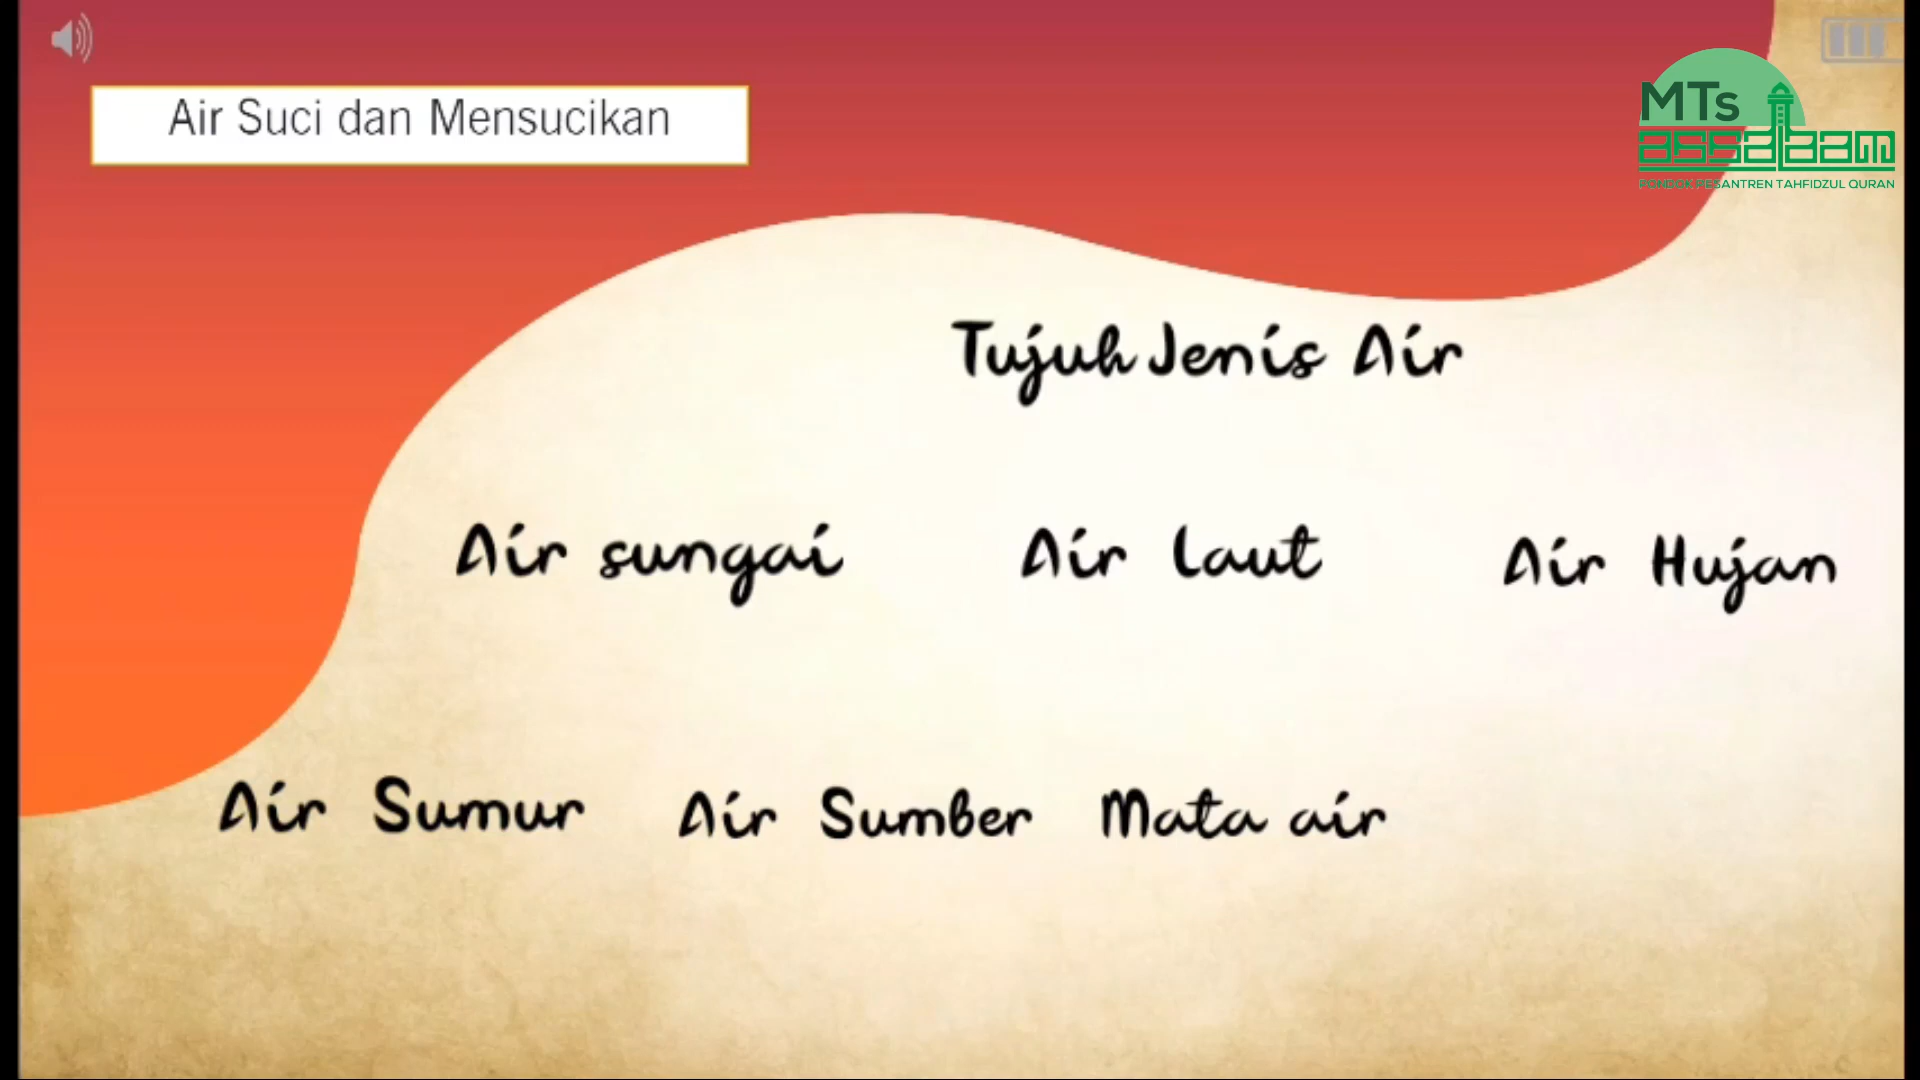 Air Suci dan Mensucikan
MTs
assalaam
PONDOK PESANTREN TAHFIDZUL QURAN
Tujuh Jenis Air
Air sungai
Air laut
Air Hujan
Air Sumur
Air Sumber Mata air